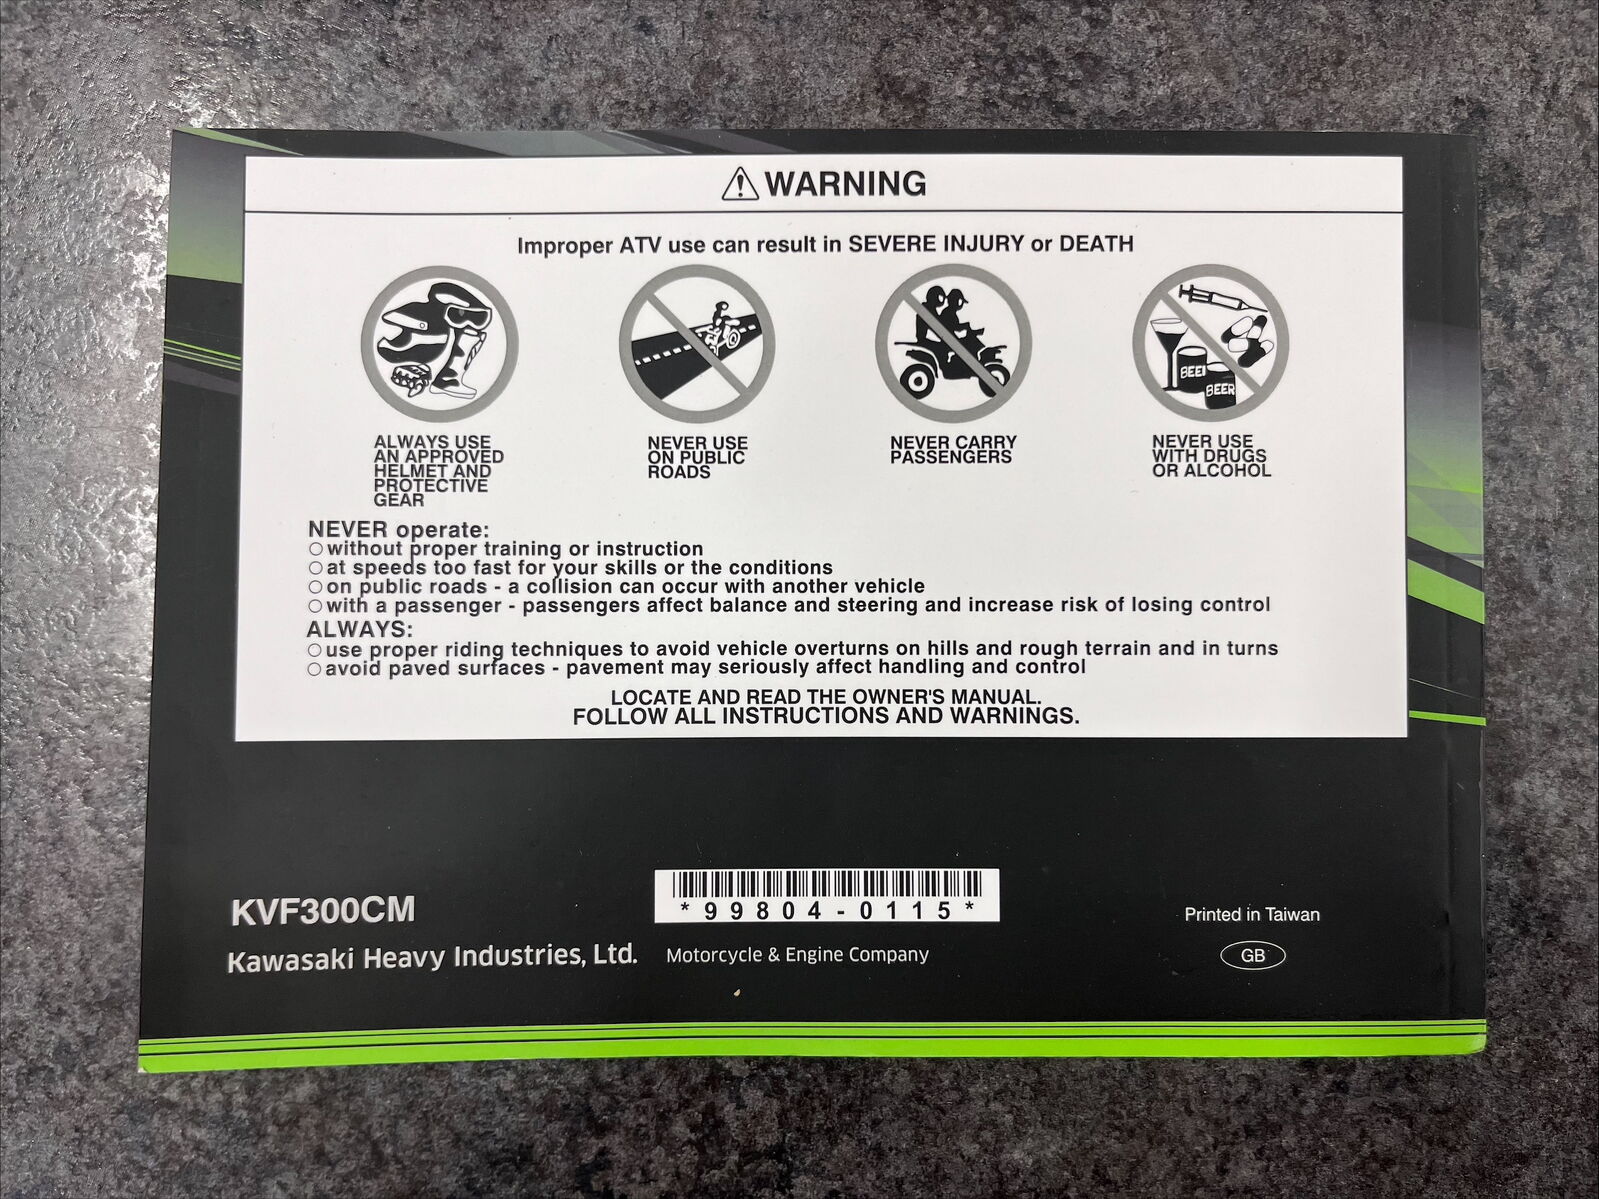 WARNING
Improper ATV use can result in SEVERE INJURY or DEATH
BEER
BEER
ALWAYS USE
AN APPROVED
HELMET AND
PROTECTIVE
GEAR
NEVER USE
ON PUBLIC
ROADS
NEVER CARRY
PASSENGERS
NEVER USE
WITH DRUGS
OR ALCOHOL
NEVER operate:
○ without proper training or instruction
○ at speeds too fast for your skills or the conditions
○ on public roads - a collision can occur with another vehicle
○ with a passenger - passengers affect balance and steering and increase risk of losing control
ALWAYS:
○ use proper riding techniques to avoid vehicle overturns on hills and rough terrain and in turns
○ avoid paved surfaces - pavement may seriously affect handling and control
LOCATE AND READ THE OWNER'S MANUAL.
FOLLOW ALL INSTRUCTIONS AND WARNINGS.
KVF300CM
*99804-0115*
Printed in Taiwan
Kawasaki Heavy Industries, Ltd. Motorcycle & Engine Company
GB